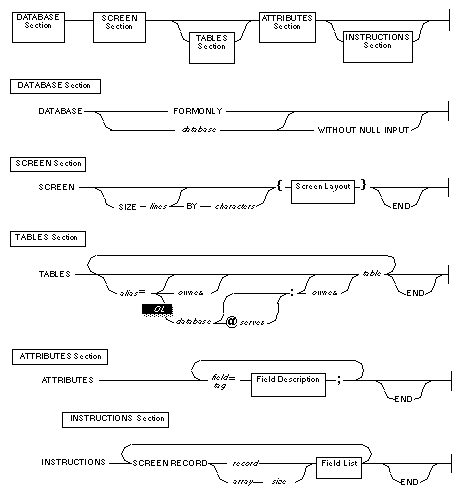 DATABASE Section
SCREEN Section
TABLES Section
ATTRIBUTES Section
INSTRUCTIONS Section
DATABASE Section
DATABASE
FORMONLY
database
WITHOUT NULL INPUT
SCREEN Section
SCREEN
SIZE lines BY characters
{ Screen Layout }
END
TABLES Section
TABLES
alias=
owner.
OL
database
@ server
:
owner.
table
END
ATTRIBUTES Section
ATTRIBUTES
field= tag
Field Description
;
END
INSTRUCTIONS Section
INSTRUCTIONS
SCREEN RECORD
record
array size
Field List
END